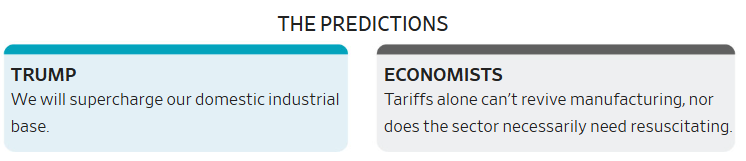 THE PREDICTIONS
TRUMP
We will supercharge our domestic industrial
base.
ECONOMISTS
Tariffs alone can’t revive manufacturing, nor
does the sector necessarily need resuscitating.